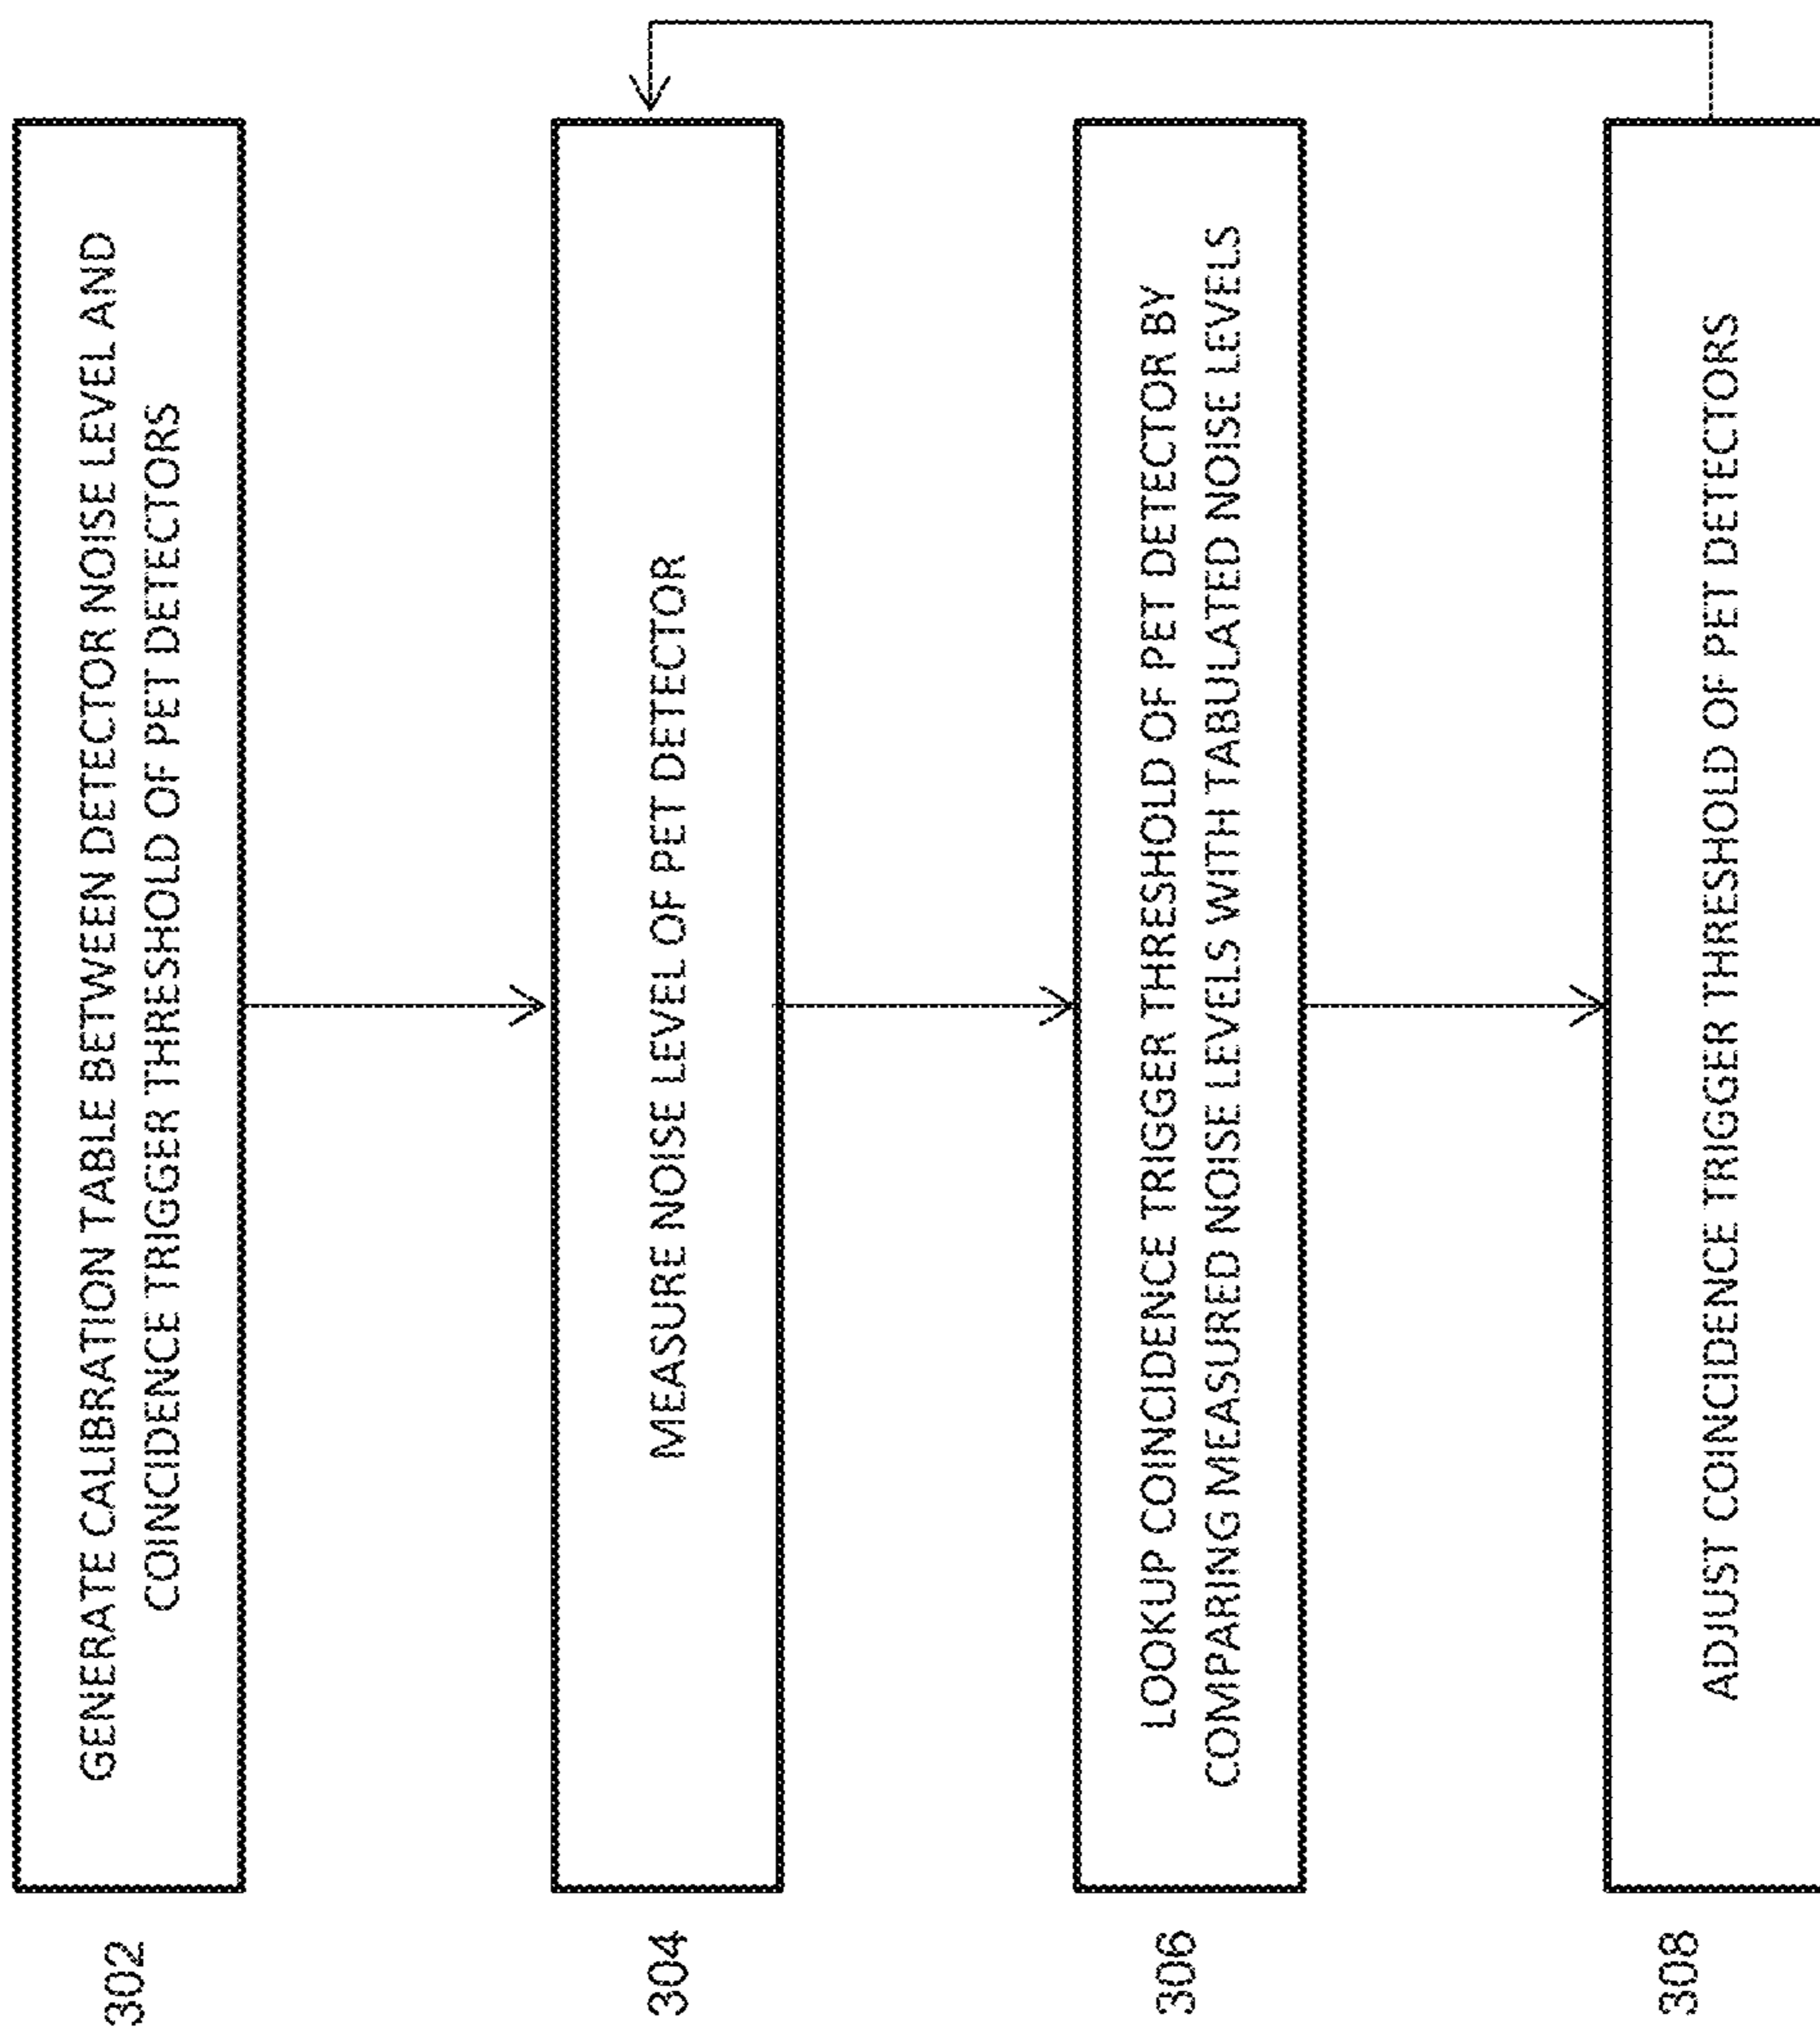 302
GENERATE CALIBRATION TABLE BETWEEN DETECTOR NOISE LEVEL AND
COINCIDENCE TRIGGER THRESHOLD OF PET DETECTORS
304
MEASURE NOISE LEVEL OF PET DETECTOR
306
LOOKUP COINCIDENCE TRIGGER THRESHOLD OF PET DETECTOR BY
COMPARING MEASURED NOISE LEVELS WITH TABULATED NOISE LEVELS
308
ADJUST COINCIDENCE TRIGGER THRESHOLD OF PET DETECTORS